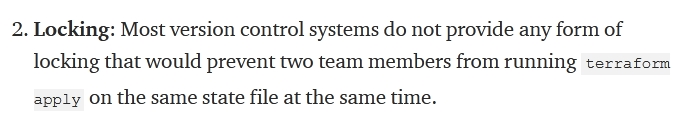 2. Locking: Most version control systems do not provide any form of
locking that would prevent two team members from running terraform
apply on the same state file at the same time.